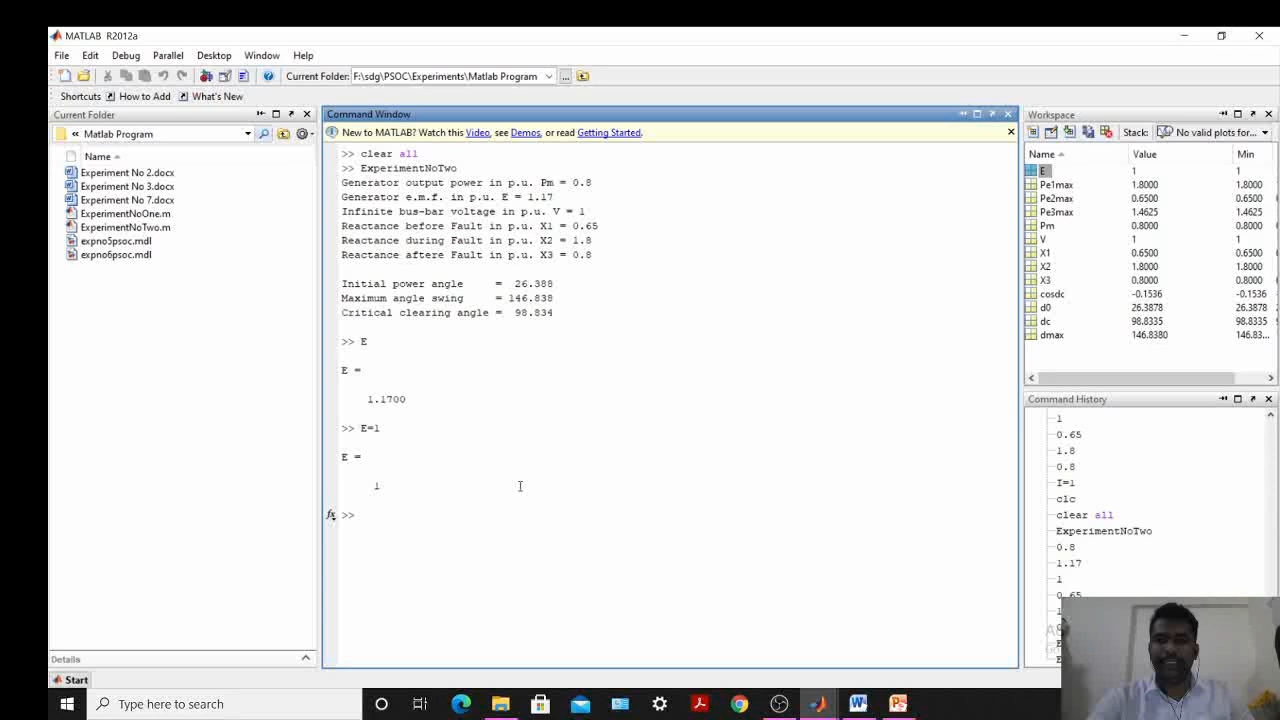 MATLAB R2012a
File Edit Debug Parallel Desktop Window Help
Current Folder: F:\sdg\PSOC\Experiments\Matlab Program
Shortcuts How to Add What's New
Current Folder
« Matlab Program
Name
Experiment No 2.docx
Experiment No 3.docx
Experiment No 7.docx
ExperimentNoOne.m
ExperimentNoTwo.m
expno5psoc.mdl
expno6psoc.mdl
Details
Command Window
New to MATLAB? Watch this Video, see Demos, or read Getting Started.
>> clear all
>> ExperimentNoTwo
Generator output power in p.u. Pm = 0.8
Generator e.m.f. in p.u. E = 1.17
Infinite bus-bar voltage in p.u. V = 1
Reactance before Fault in p.u. X1 = 0.65
Reactance during Fault in p.u. X2 = 1.8
Reactance aftere Fault in p.u. X3 = 0.8
Initial power angle = 26.388
Maximum angle swing = 146.838
Critical clearing angle = 98.834
>> E
E =
1.1700
>> E=1
E =
1
fx >>
Workspace
Stack: No valid plots for...
Name Value Min
E 1 1
Pe1max 1.8000 1.8000
Pe2max 0.6500 0.6500
Pe3max 1.4625 1.4625
Pm 0.8000 0.8000
V 1 1
X1 0.6500 0.6500
X2 1.8000 1.8000
X3 0.8000 0.8000
cosdc -0.1536 -0.1536
d0 26.3878 26.3878
dc 98.8335 98.8335
dmax 146.8380 146.83...
Command History
1
0.65
1.8
0.8
I=1
clc
clear all
ExperimentNoTwo
0.8
1.17
1
0.65
Start
Type here to search